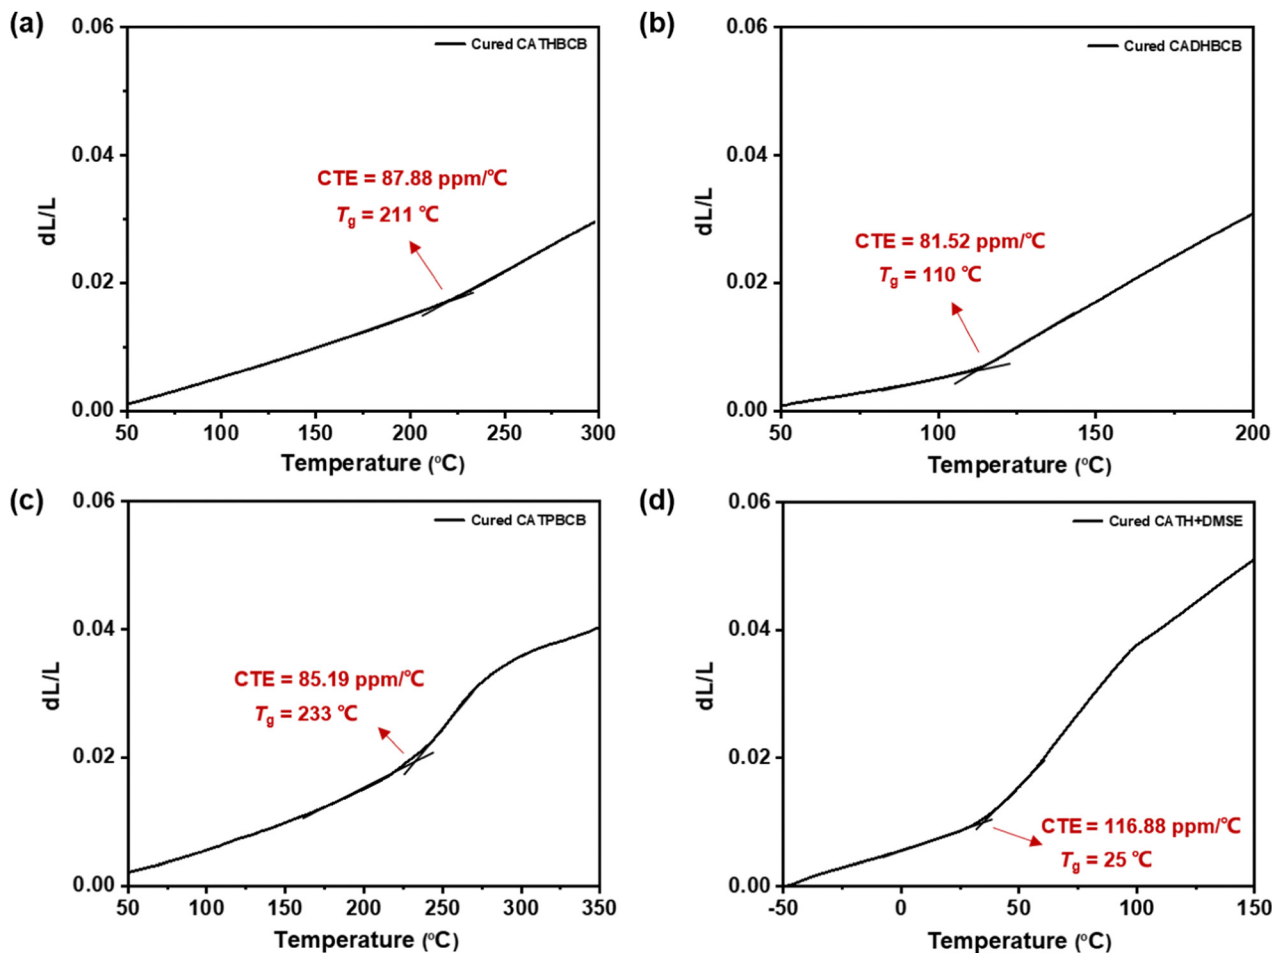 (a)
0.06
0.04
0.02
0.00
dL/L
Cured CATHBCB
CTE = 87.88 ppm/℃
Tg = 211 ℃
50 100 150 200 250 300
Temperature (°C)
(b)
0.06
0.04
0.02
0.00
dL/L
Cured CADHBCB
CTE = 81.52 ppm/℃
Tg = 110 ℃
50 100 150 200
Temperature (°C)
(c)
0.06
0.04
0.02
0.00
dL/L
Cured CATPBCB
CTE = 85.19 ppm/℃
Tg = 233 ℃
50 100 150 200 250 300 350
Temperature (°C)
(d)
0.06
0.04
0.02
0.00
dL/L
Cured CATH+DMSE
CTE = 116.88 ppm/℃
Tg = 25 ℃
-50 0 50 100 150
Temperature (°C)